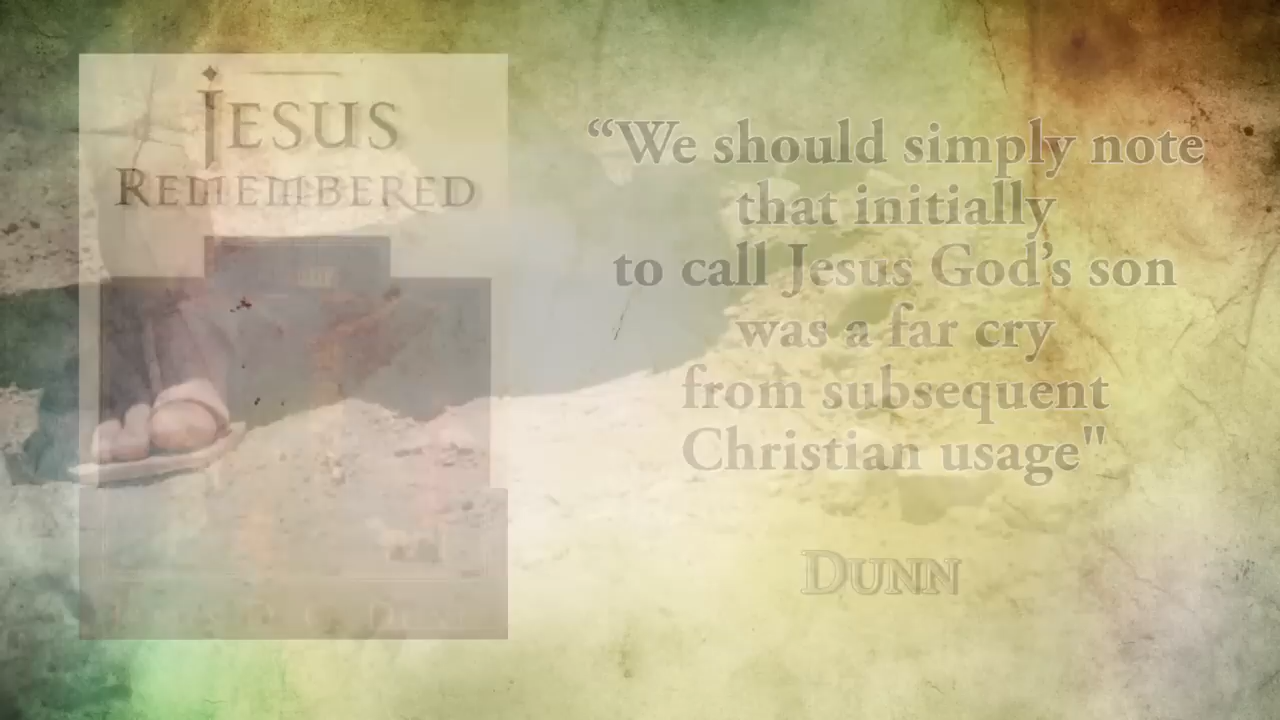 Jesus
Remembered
“We should simply note
that initially
to call Jesus God’s son
was a far cry
from subsequent
Christian usage"
Dunn